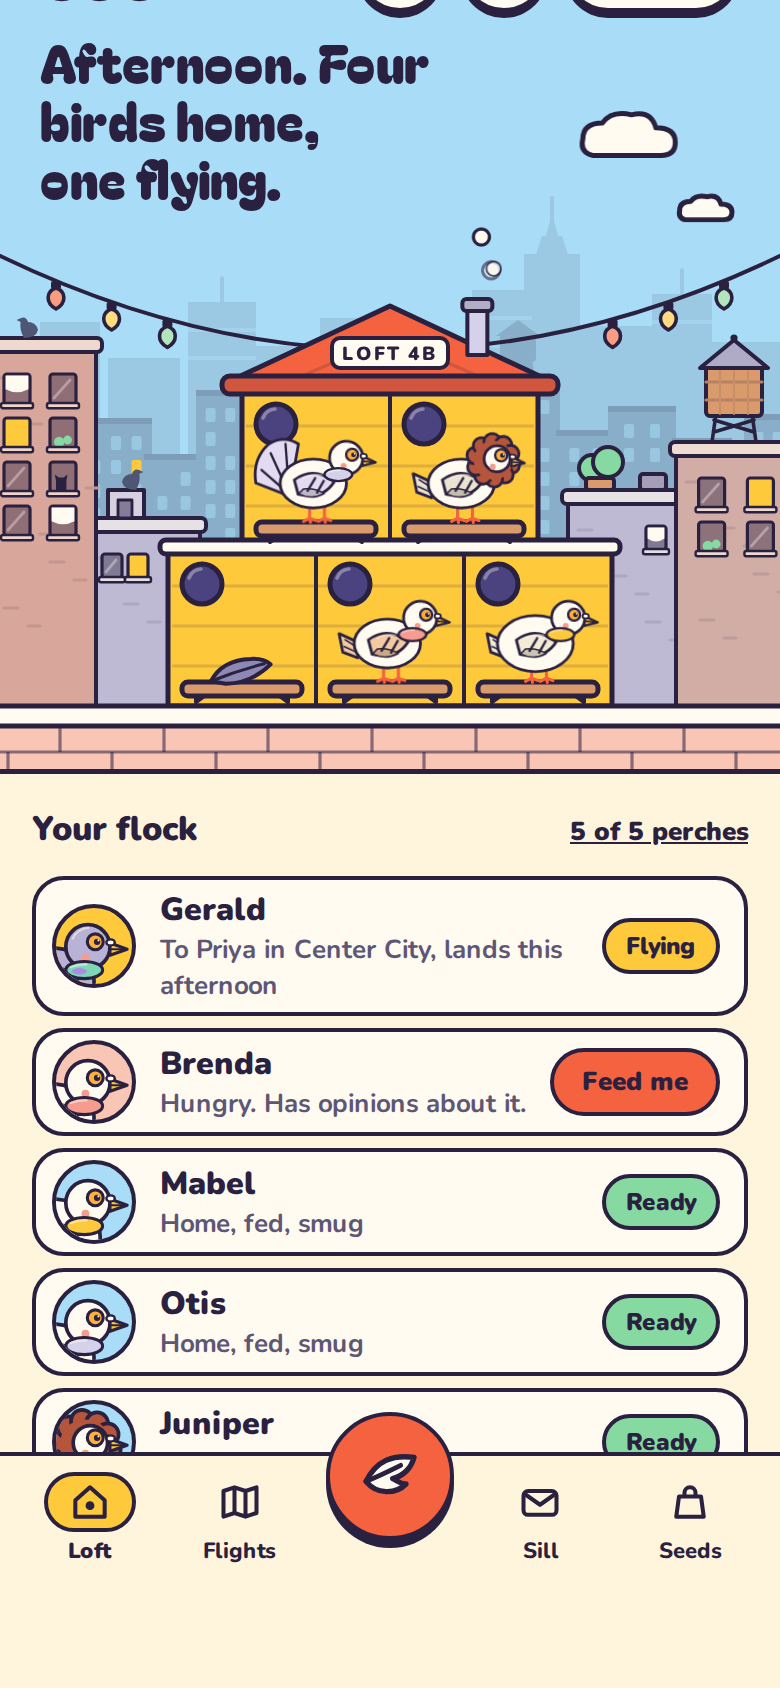 Afternoon. Four
birds home,
one flying.
LOFT 4B
Your flock
5 of 5 perches
Gerald
To Priya in Center City, lands this
afternoon
Flying
Brenda
Hungry. Has opinions about it.
Feed me
Mabel
Home, fed, smug
Ready
Otis
Home, fed, smug
Ready
Juniper
Ready
Loft
Flights
Sill
Seeds